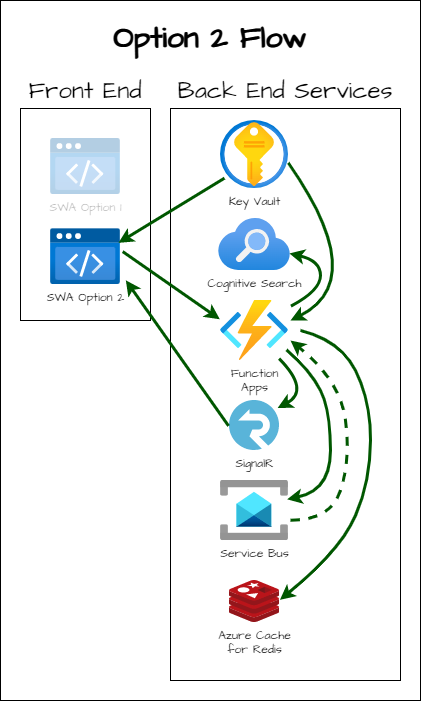 Option 2 Flow
Front End
Back End Services
SWA Option 1
SWA Option 2
Key Vault
Cognitive Search
Function
Apps
SignalR
Service Bus
Azure Cache
for Redis